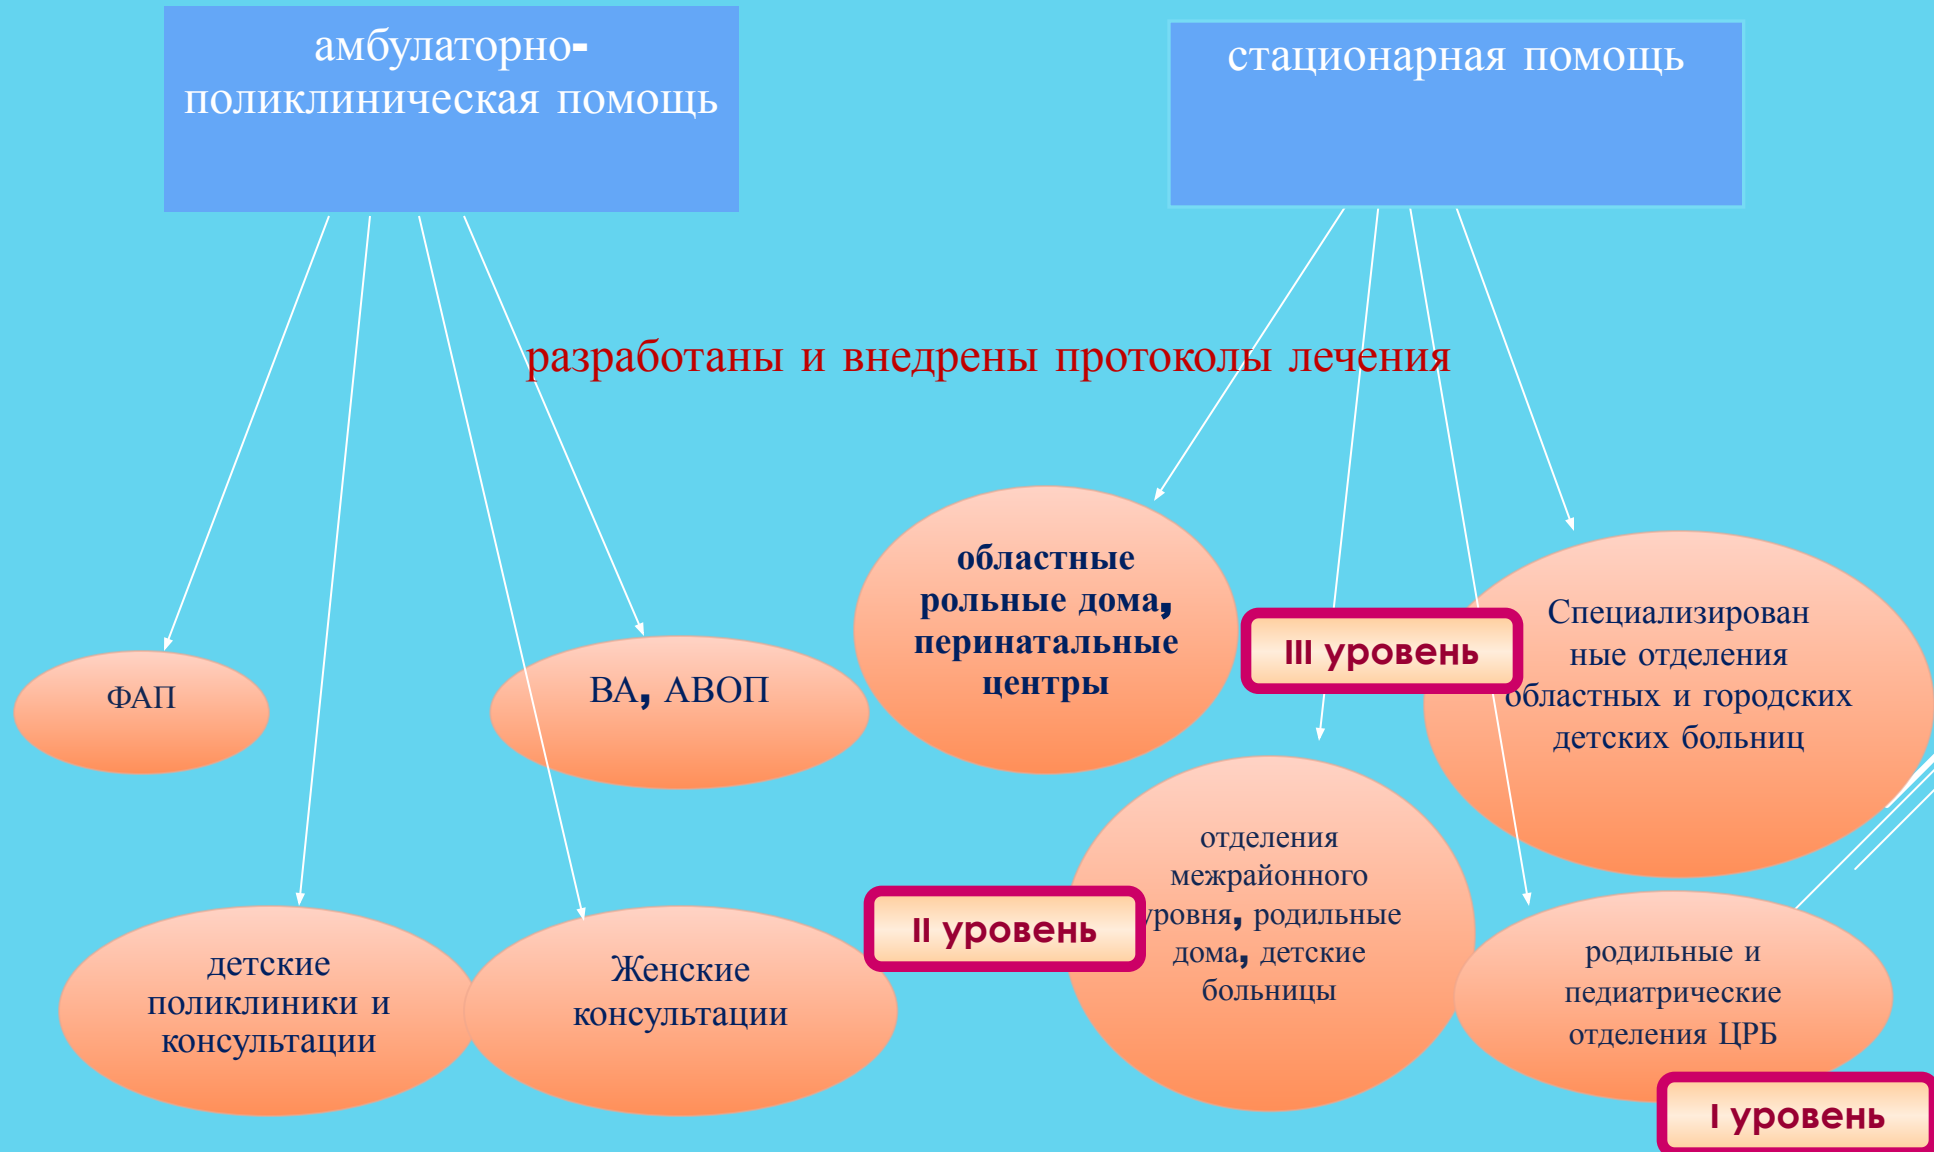 амбулаторно-
поликлиническая помощь
стационарная помощь
разработаны и внедрены протоколы лечения
областные
рольные дома,
перинатальные
центры
III уровень
Специализирован
ные отделения
областных и городских
детских больниц
ФАП
ВА, АВОП
отделения
межрайонного
уровня, родильные
дома, детские
больницы
II уровень
детские
поликлиники и
консультации
Женские
консультации
родильные и
педиатрические
отделения ЦРБ
I уровень